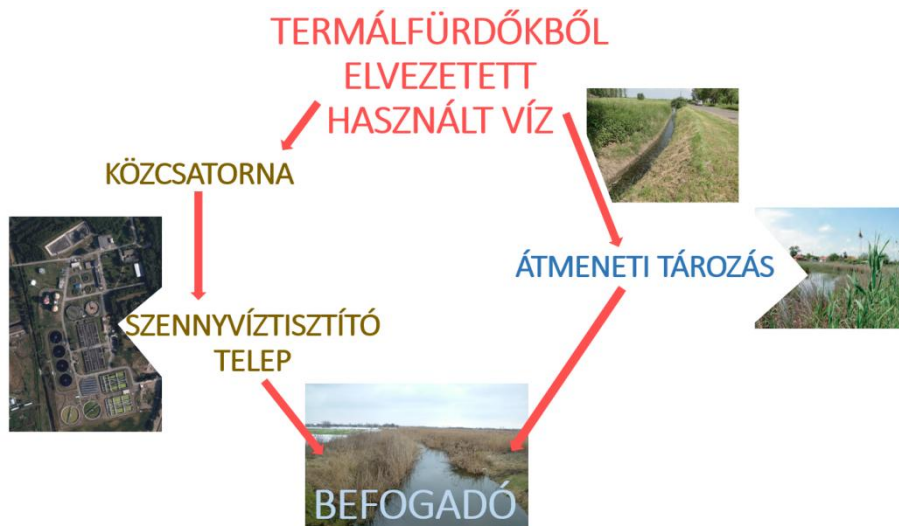 TERMÁLFÜRDŐKBŐL
ELVEZETETT
HASZNÁLT VÍZ
KÖZCSATORNA
ÁTMENETI TÁROZÁS
SZENNYVÍZTISZTÍTÓ
TELEP
BEFOGADÓ